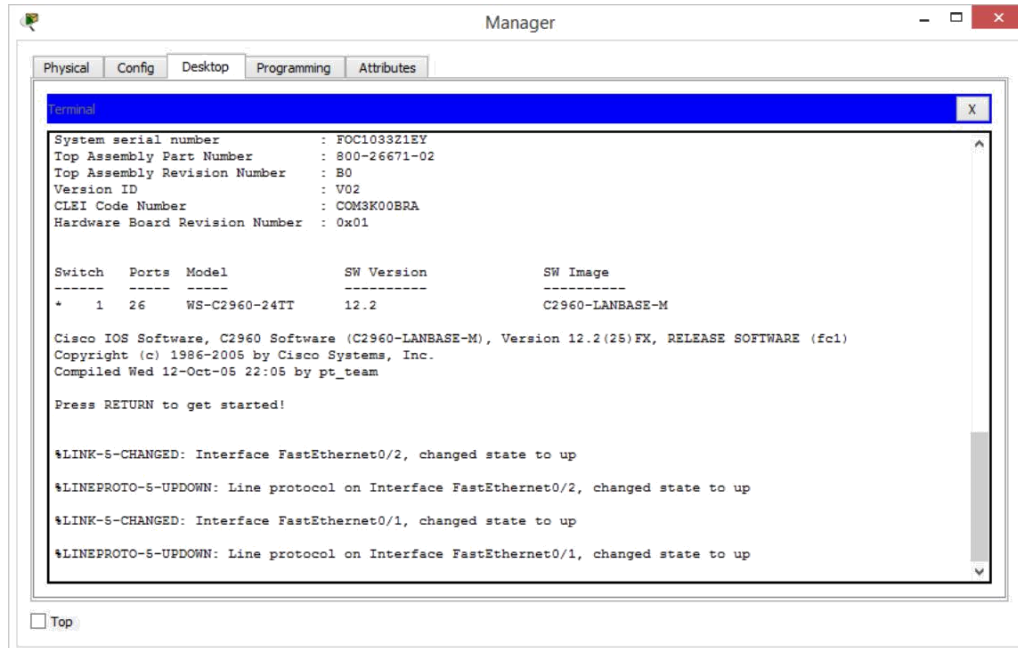 Manager
Physical Config Desktop Programming Attributes
Terminal X
System serial number : FOC1033Z1EY
Top Assembly Part Number : 800-26671-02
Top Assembly Revision Number : B0
Version ID : V02
CLEI Code Number : COM3K00BRA
Hardware Board Revision Number : 0x01
Switch Ports Model SW Version SW Image
------ ----- ----- ---------- ----------
* 1 26 WS-C2960-24TT 12.2 C2960-LANBASE-M
Cisco IOS Software, C2960 Software (C2960-LANBASE-M), Version 12.2(25)FX, RELEASE SOFTWARE (fc1)
Copyright (c) 1986-2005 by Cisco Systems, Inc.
Compiled Wed 12-Oct-05 22:05 by pt_team
Press RETURN to get started!
%LINK-5-CHANGED: Interface FastEthernet0/2, changed state to up
%LINEPROTO-5-UPDOWN: Line protocol on Interface FastEthernet0/2, changed state to up
%LINK-5-CHANGED: Interface FastEthernet0/1, changed state to up
%LINEPROTO-5-UPDOWN: Line protocol on Interface FastEthernet0/1, changed state to up
Top